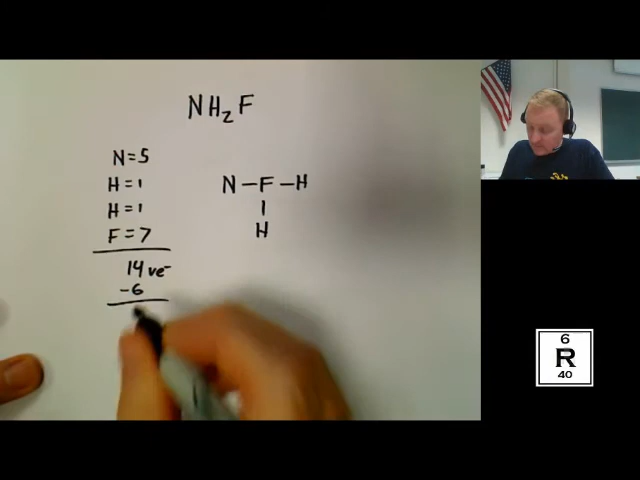 NH₂F
N=5
H=1
H=1
F=7
14 ve⁻
-6
N-F-H
H
6
R
40